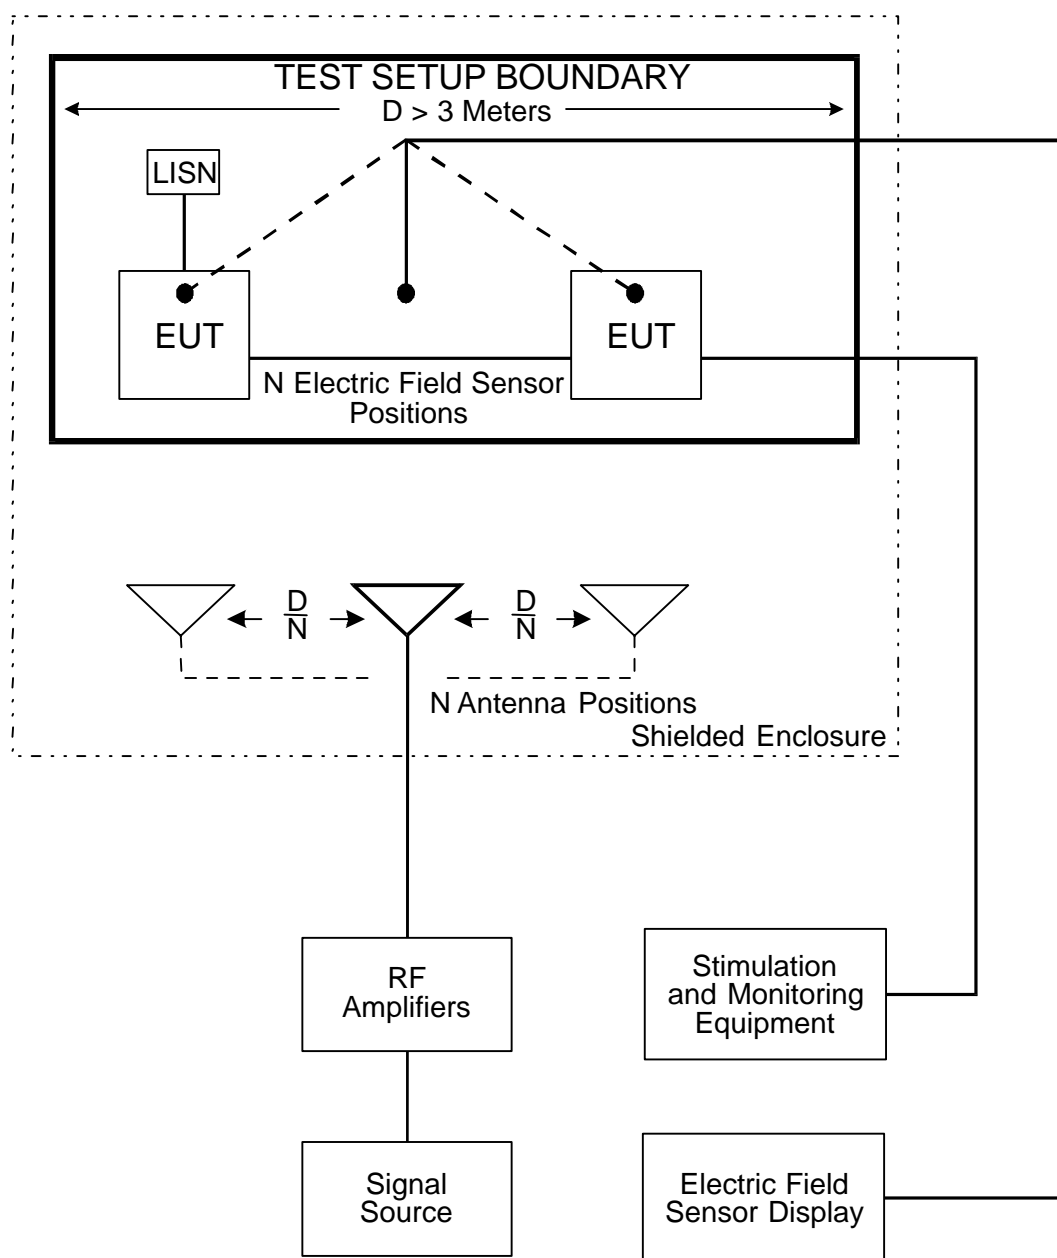 TEST SETUP BOUNDARY
D > 3 Meters
LISN
EUT
EUT
N Electric Field Sensor
Positions
D
N
D
N
N Antenna Positions
Shielded Enclosure
RF
Amplifiers
Stimulation
and Monitoring
Equipment
Signal
Source
Electric Field
Sensor Display